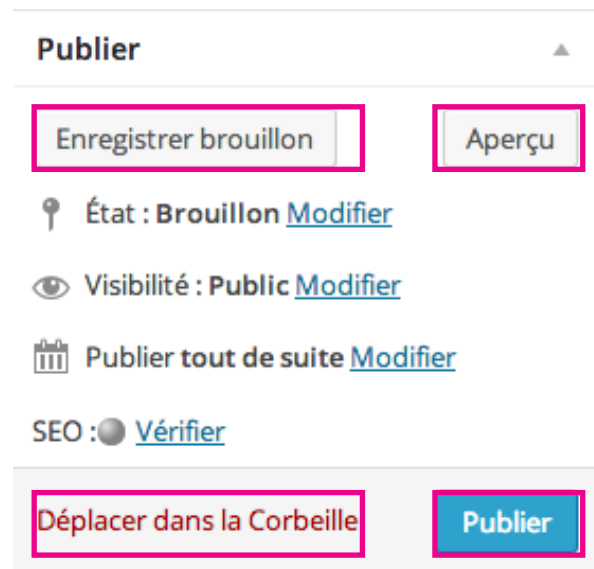 Publier
Enregistrer brouillon Aperçu
État : Brouillon Modifier
Visibilité : Public Modifier
Publier tout de suite Modifier
SEO : Vérifier
Déplacer dans la Corbeille Publier